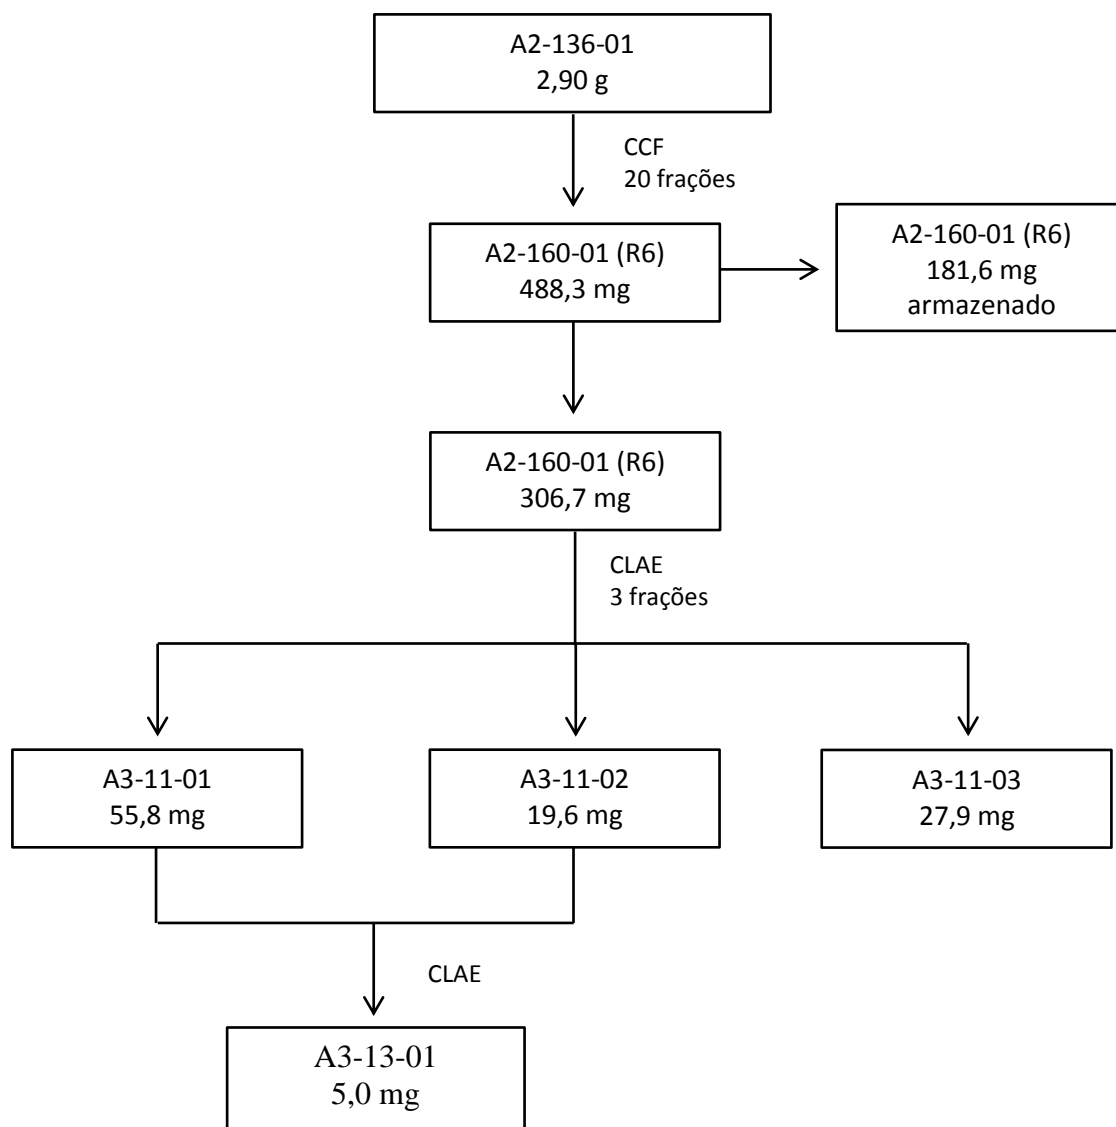 A2-136-01
2,90 g
CCF
20 frações
A2-160-01 (R6)
488,3 mg
A2-160-01 (R6)
181,6 mg
armazenado
A2-160-01 (R6)
306,7 mg
CLAE
3 frações
A3-11-01
55,8 mg
A3-11-02
19,6 mg
A3-11-03
27,9 mg
CLAE
A3-13-01
5,0 mg